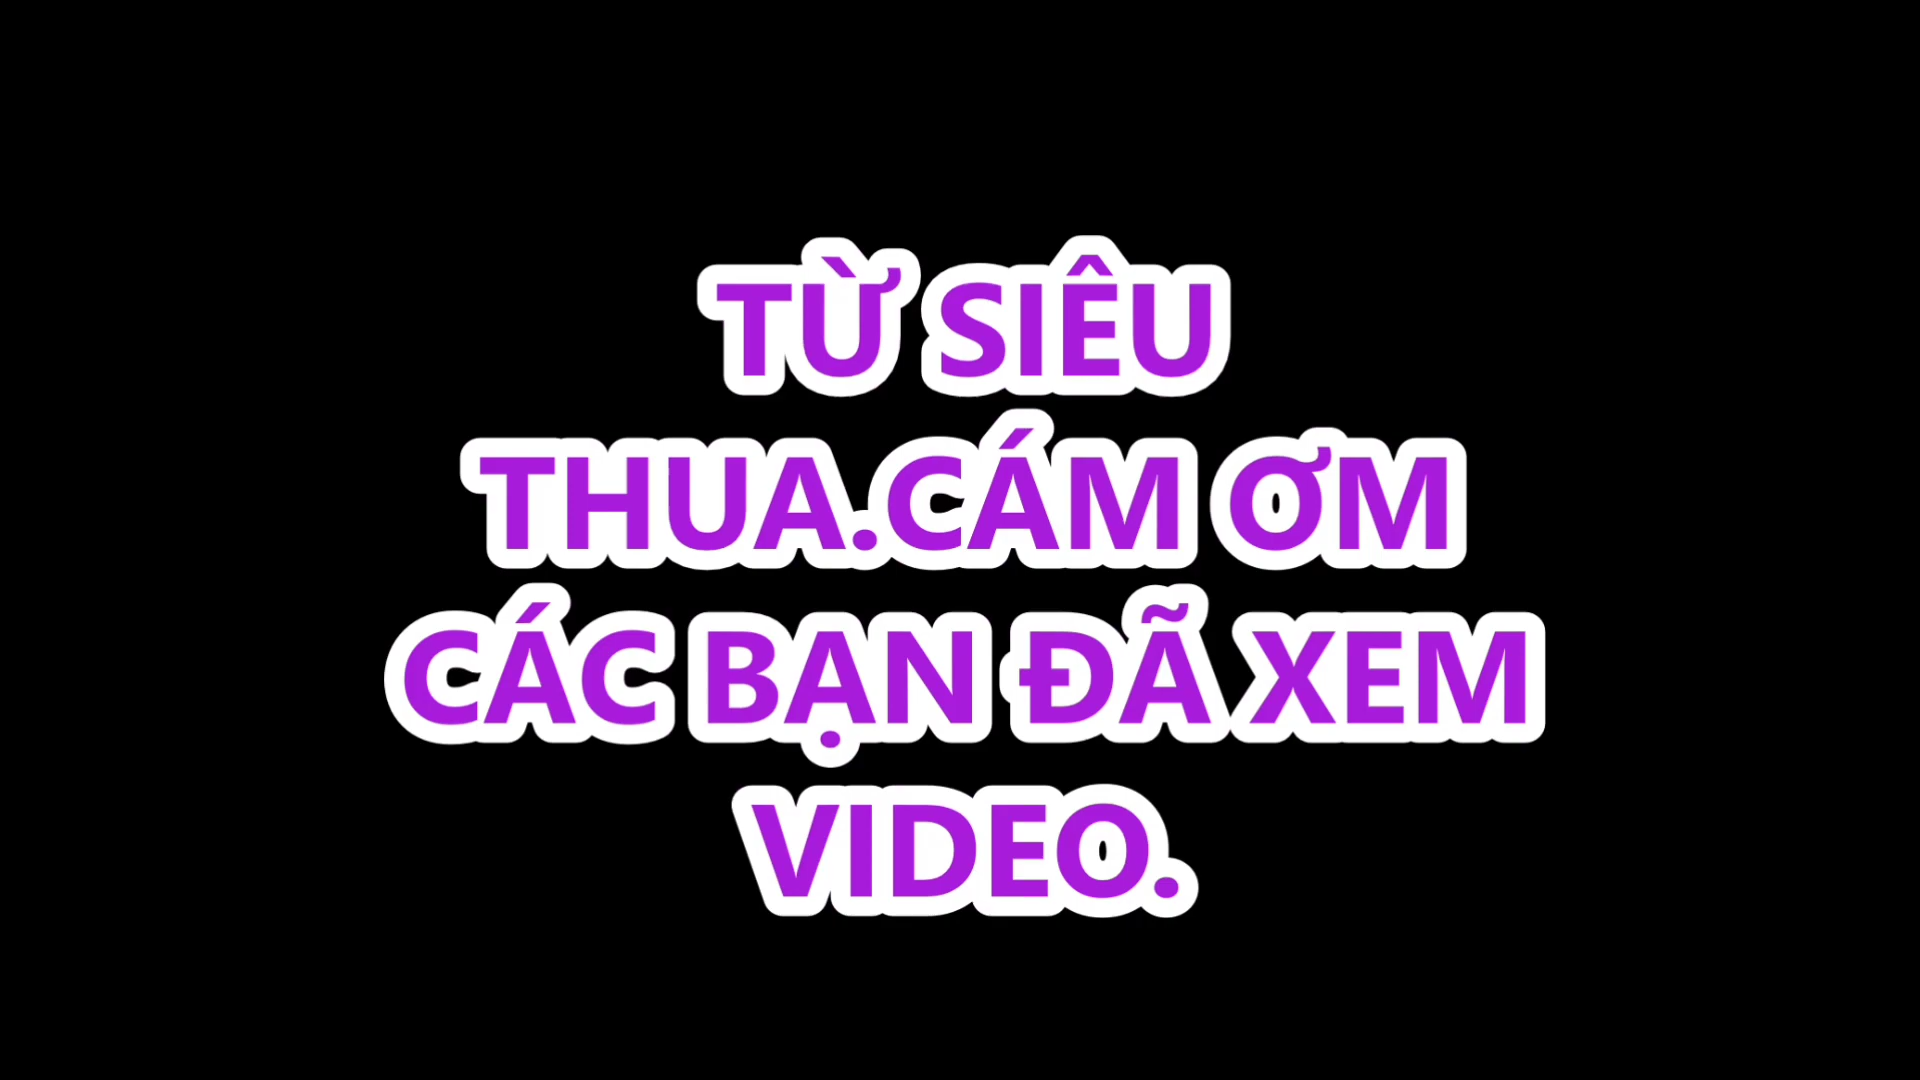 TỪ SIÊU
THUA.CÁM ƠM
CÁC BẠN ĐÃ XEM
VIDEO.